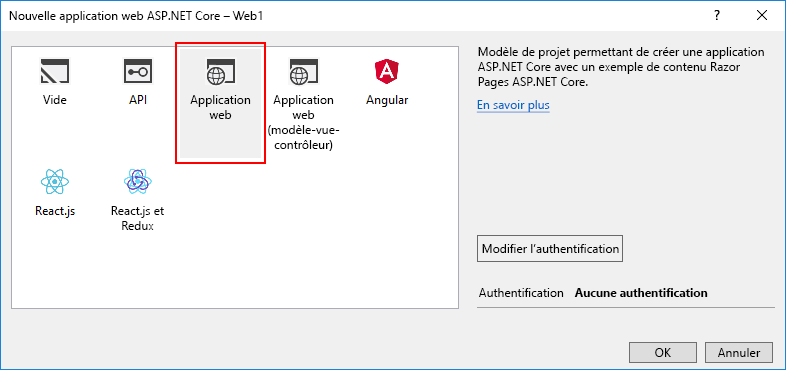 Nouvelle application web ASP.NET Core – Web1
?
Vide
API
Application
web
Application
web
(modèle-vue-
contrôleur)
Angular
React.js
React.js et
Redux
Modèle de projet permettant de créer une application
ASP.NET Core avec un exemple de contenu Razor
Pages ASP.NET Core.
En savoir plus
Modifier l'authentification
Authentification Aucune authentification
OK
Annuler